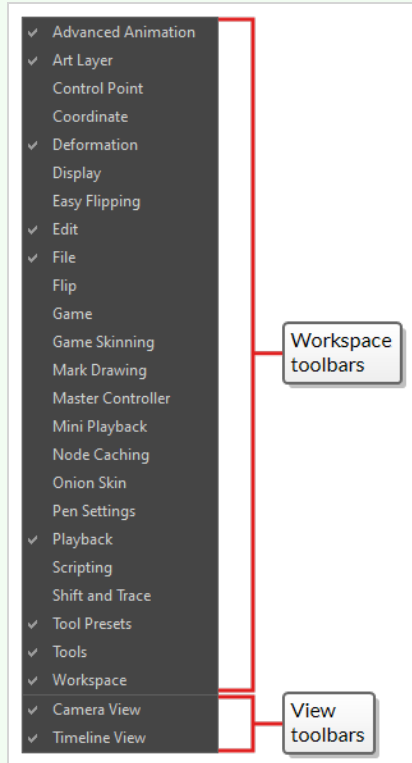 Advanced Animation
Art Layer
Control Point
Coordinate
Deformation
Display
Easy Flipping
Edit
File
Flip
Game
Game Skinning
Mark Drawing
Master Controller
Mini Playback
Node Caching
Onion Skin
Pen Settings
Playback
Scripting
Shift and Trace
Tool Presets
Tools
Workspace
Camera View
Timeline View
Workspace
toolbars
View
toolbars